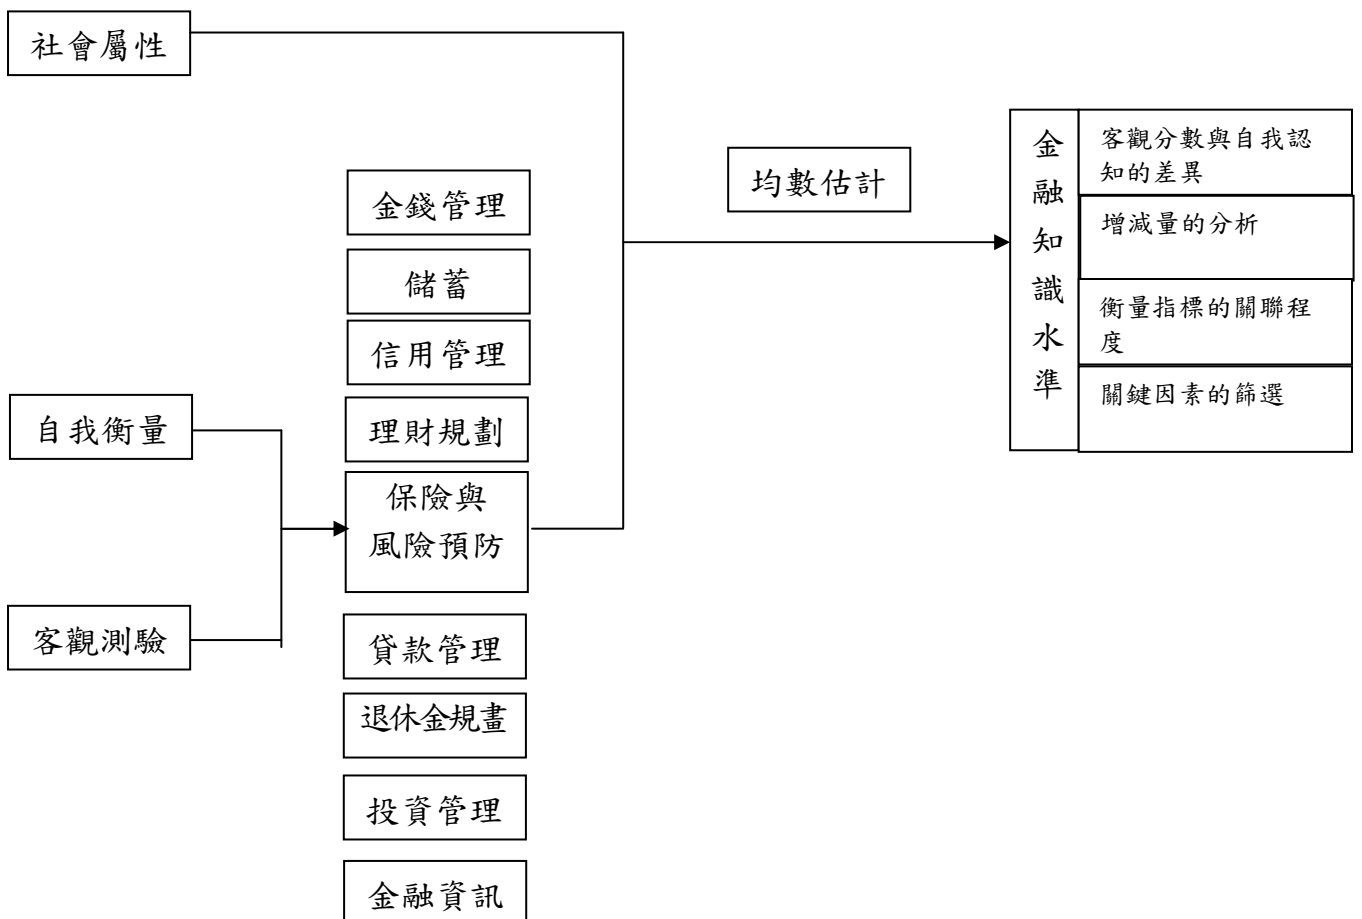 社會屬性
自我衡量
客觀測驗
金錢管理
儲蓄
信用管理
理財規劃
保險與
風險預防
貸款管理
退休金規畫
投資管理
金融資訊
均數估計
金融知識水準
客觀分數與自我認
知的差異
增減量的分析
衡量指標的關聯程
度
關鍵因素的篩選